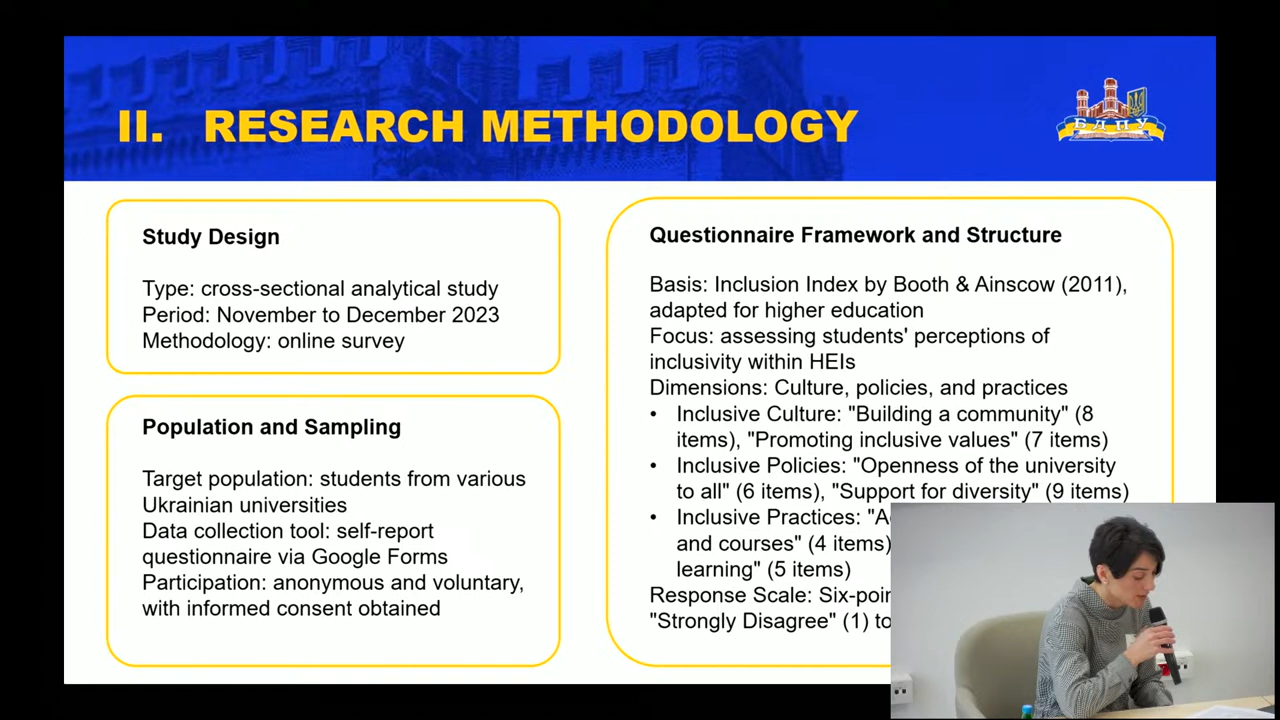 II. RESEARCH METHODOLOGY
БДПУ
Study Design
Type: cross-sectional analytical study
Period: November to December 2023
Methodology: online survey
Population and Sampling
Target population: students from various
Ukrainian universities
Data collection tool: self-report
questionnaire via Google Forms
Participation: anonymous and voluntary,
with informed consent obtained
Questionnaire Framework and Structure
Basis: Inclusion Index by Booth & Ainscow (2011),
adapted for higher education
Focus: assessing students' perceptions of
inclusivity within HEIs
Dimensions: Culture, policies, and practices
• Inclusive Culture: "Building a community" (8
items), "Promoting inclusive values" (7 items)
• Inclusive Policies: "Openness of the university
to all" (6 items), "Support for diversity" (9 items)
• Inclusive Practices:
and courses" (4 items)
learning" (5 items)
Response Scale:
"Strongly Disagree" (1) to